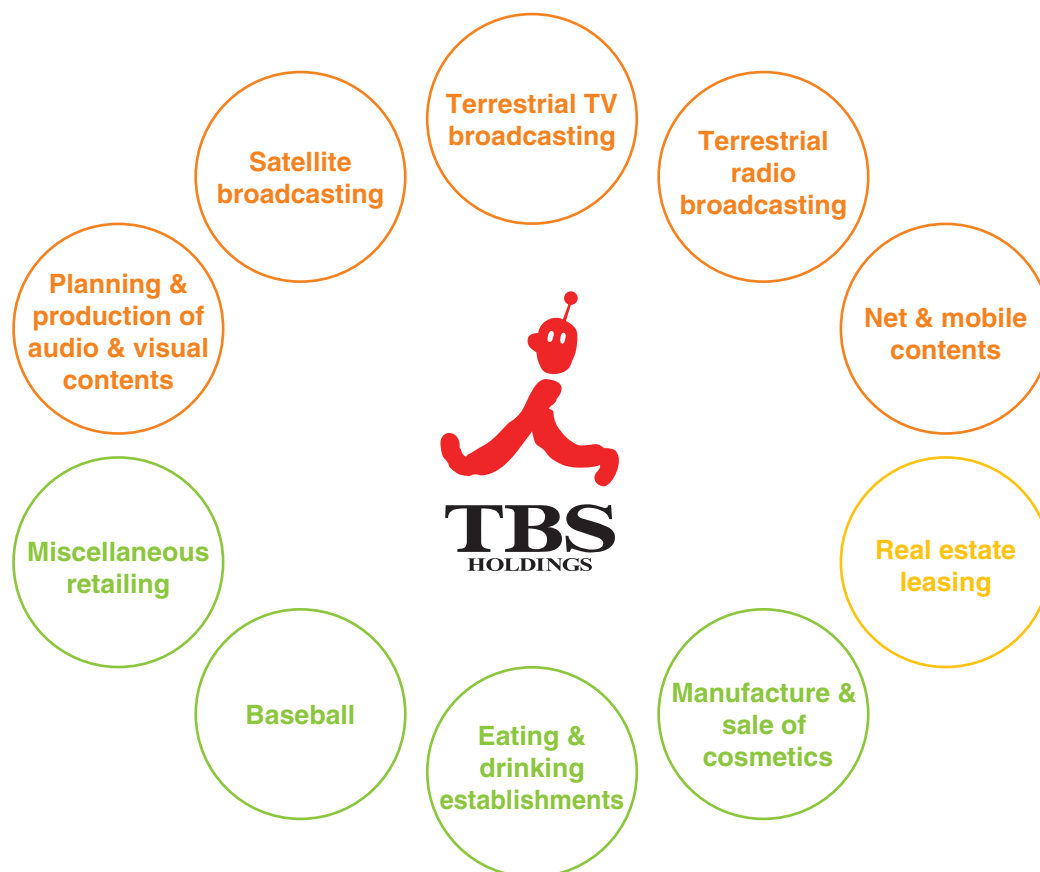 Terrestrial TV
broadcasting
Satellite
broadcasting
Terrestrial
radio
broadcasting
Planning &
production of
audio & visual
contents
Net & mobile
contents
TBS
HOLDINGS
Miscellaneous
retailing
Real estate
leasing
Baseball
Manufacture &
sale of
cosmetics
Eating &
drinking
establishments